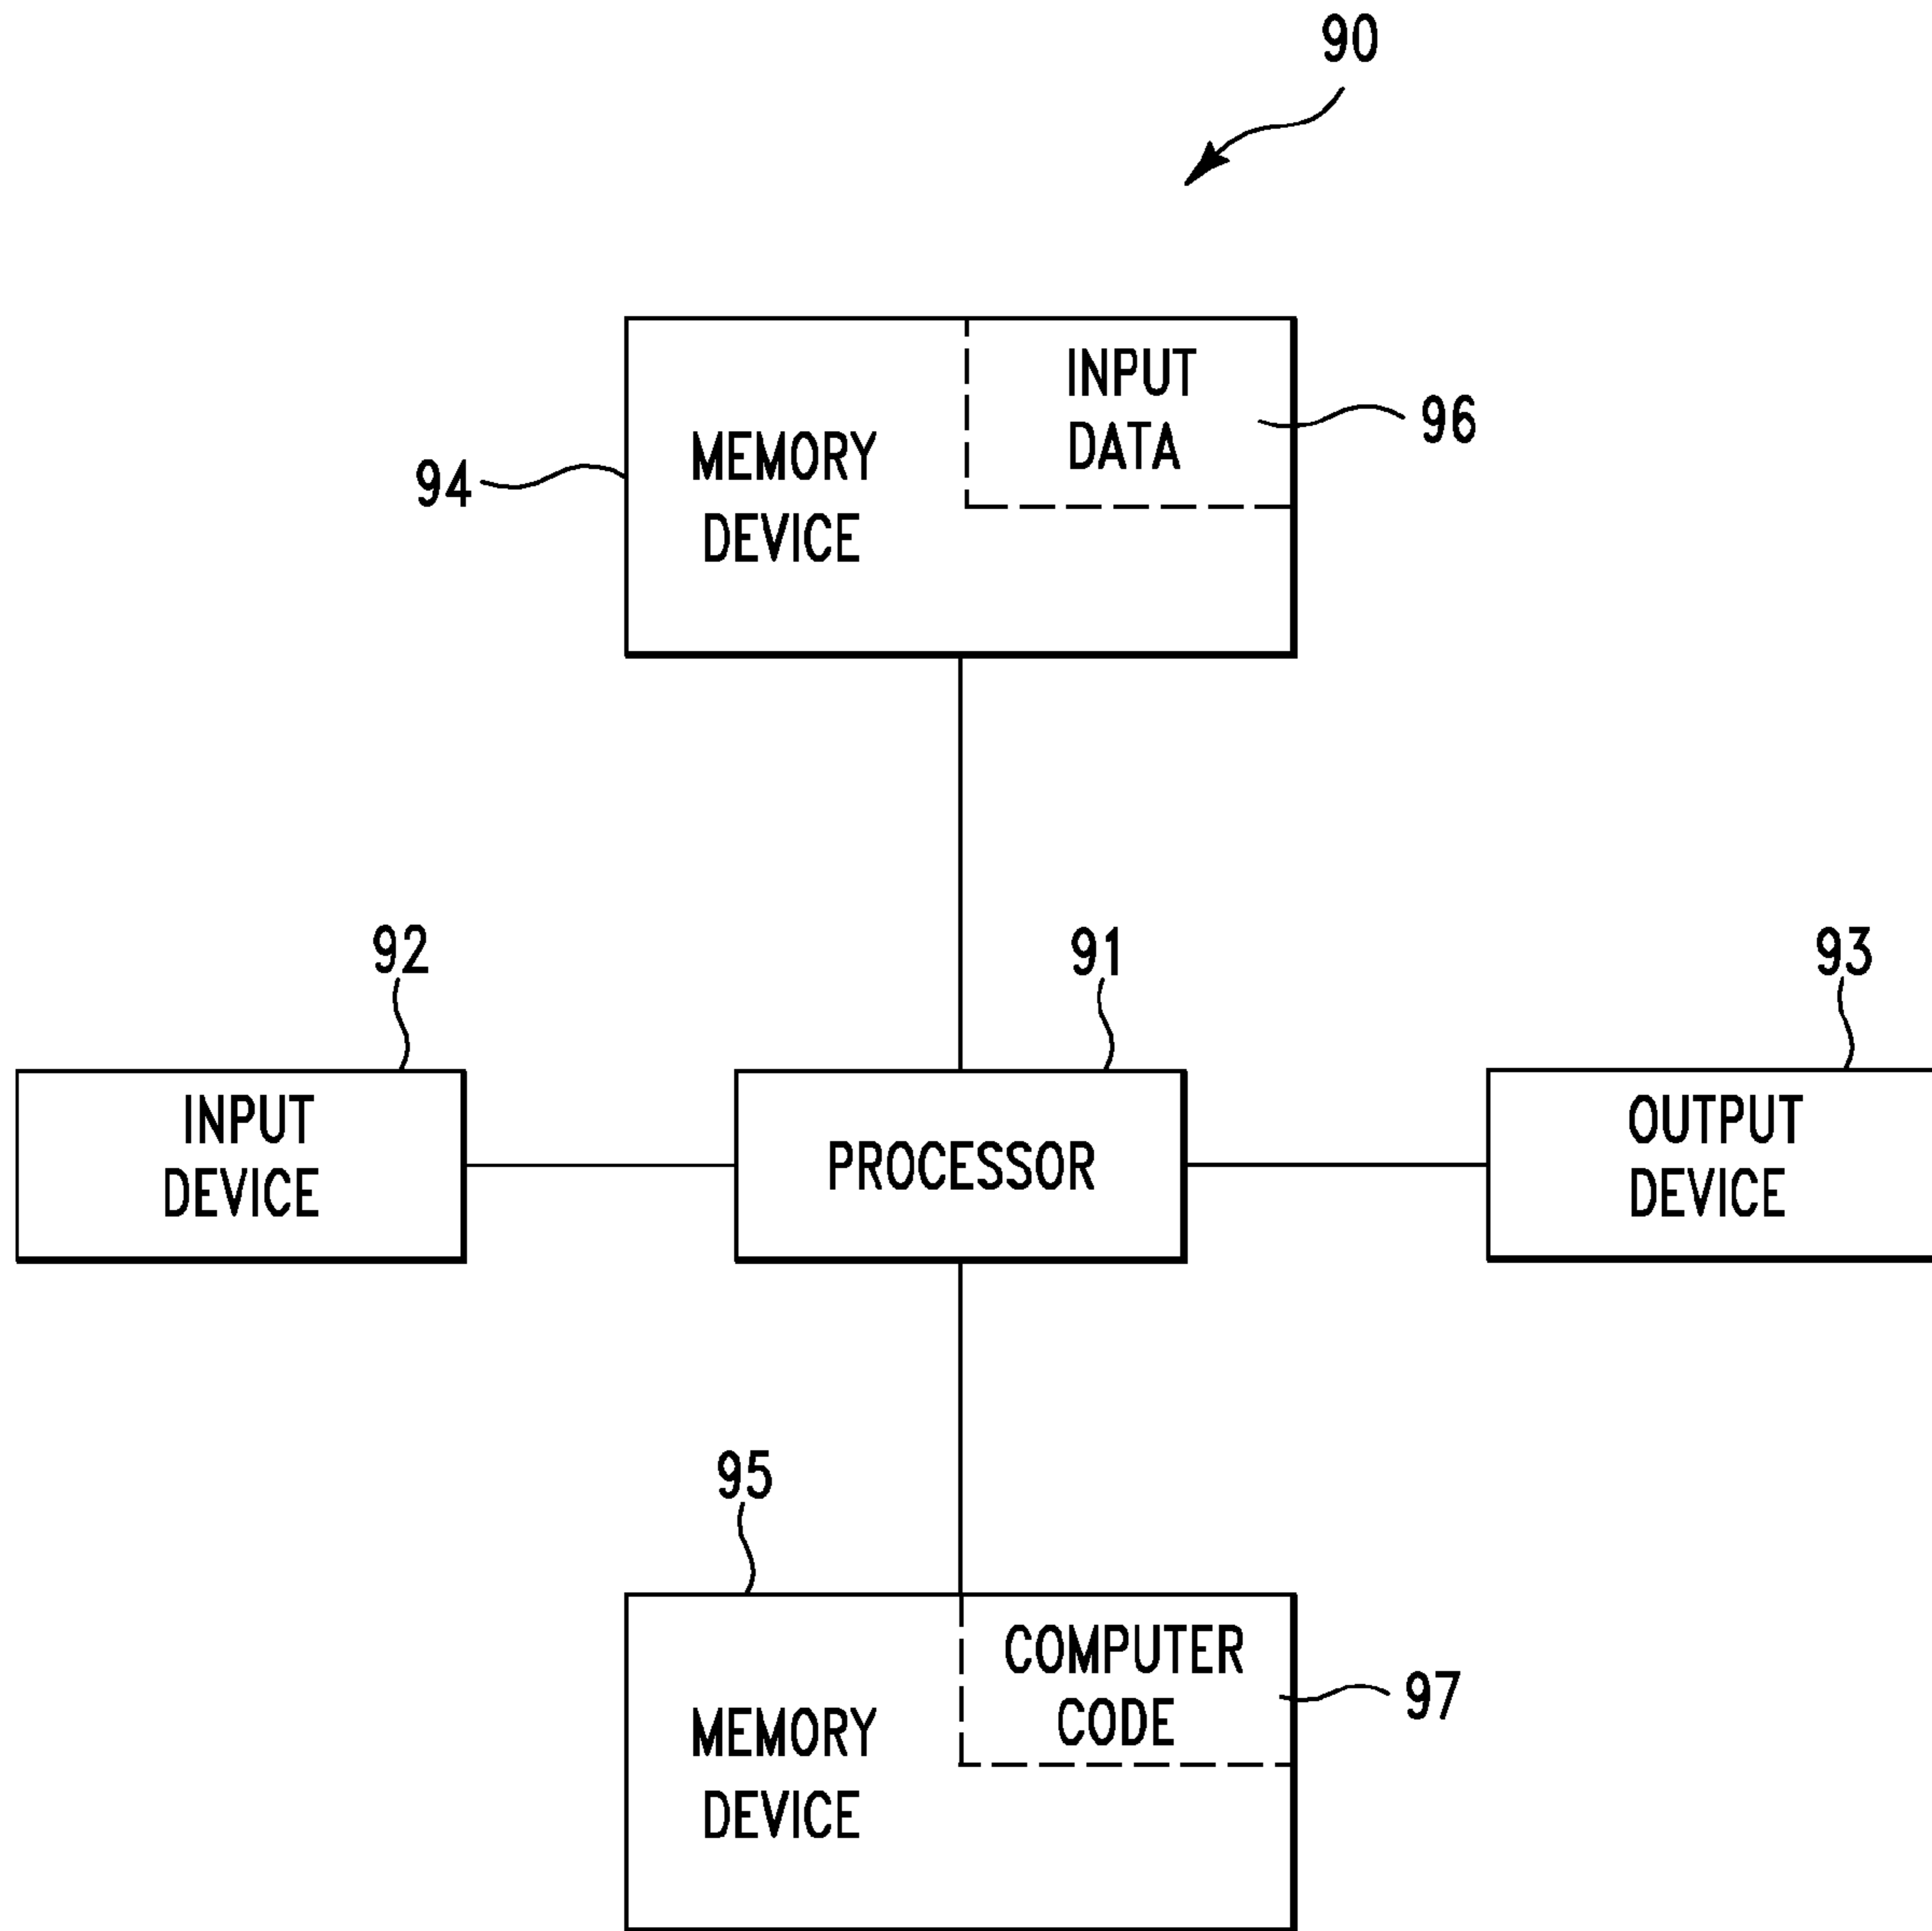 90
INPUT
DATA
96
MEMORY
DEVICE
94
92
91
93
INPUT
DEVICE
PROCESSOR
OUTPUT
DEVICE
95
COMPUTER
CODE
97
MEMORY
DEVICE